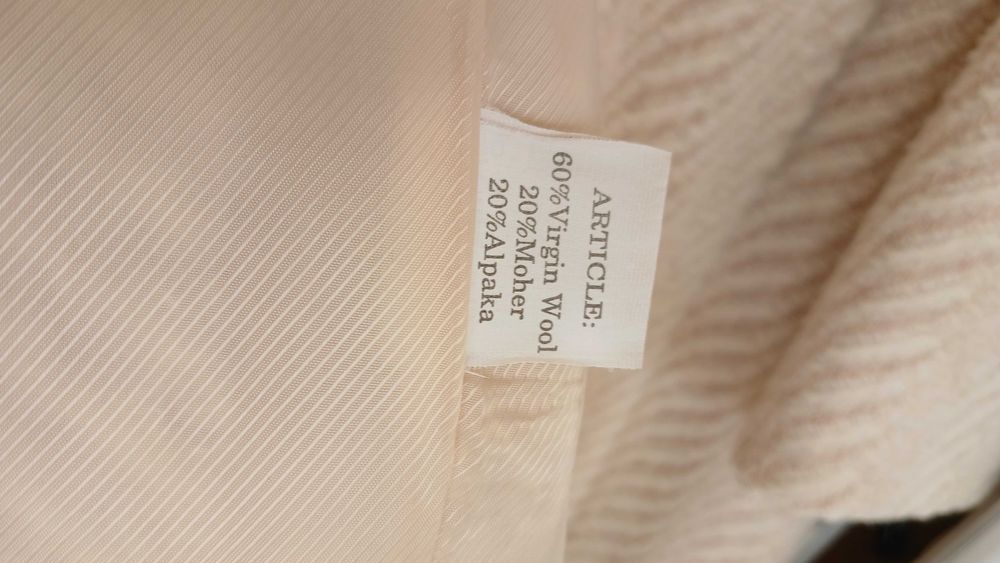 ARTICLE:
60%Virgin Wool
20%Moher
20%Alpaka